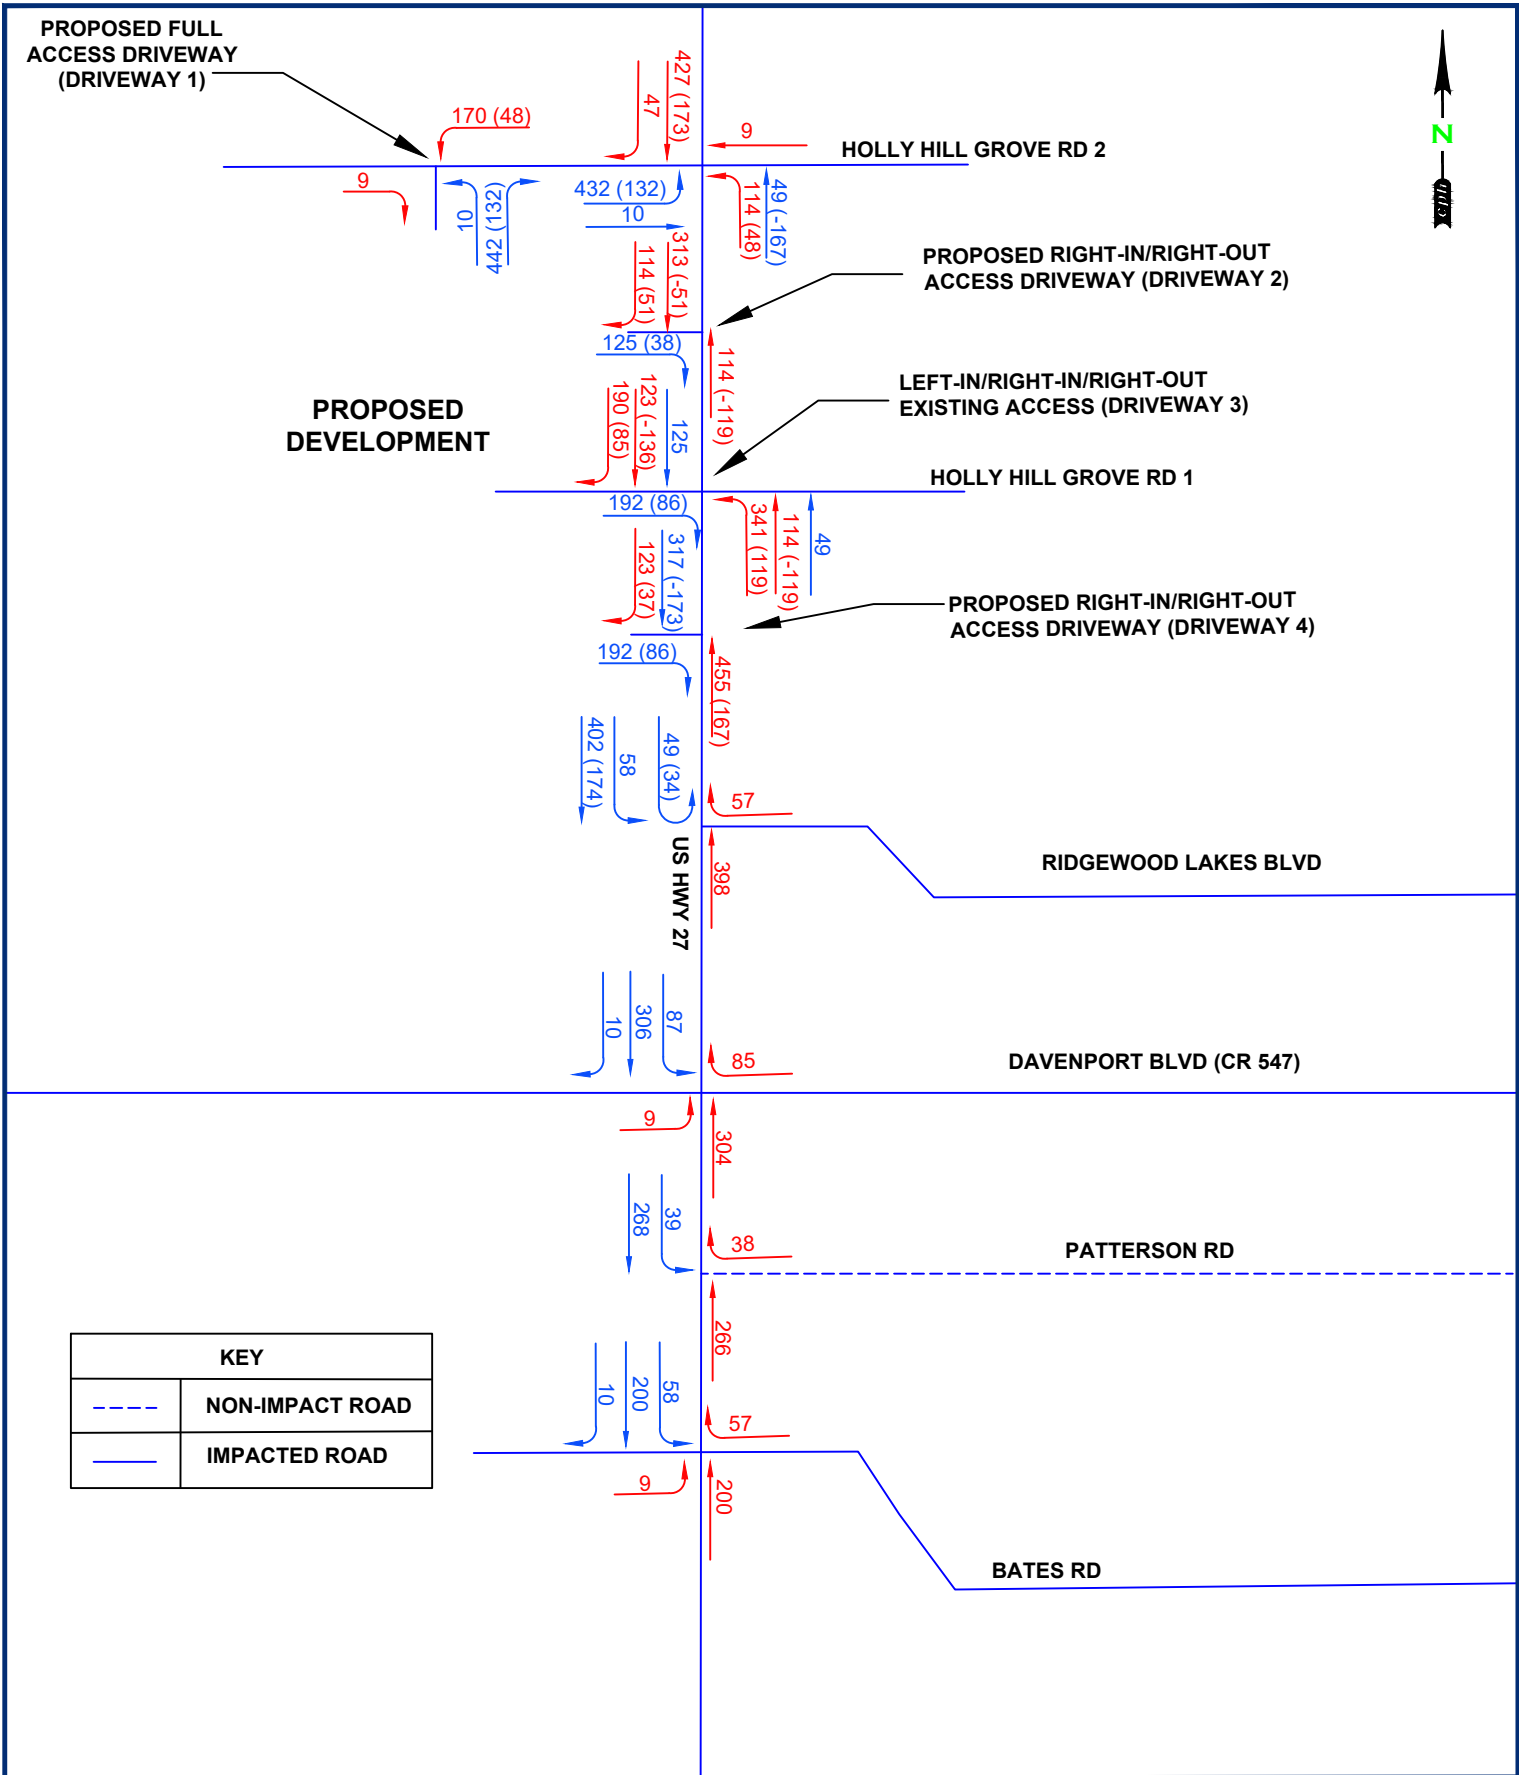 PROPOSED FULL
ACCESS DRIVEWAY
(DRIVEWAY 1)
170 (48)
47
427 (173)
9
HOLLY HILL GROVE RD 2
N
9
10
442 (132)
432 (132)
10
114 (48)
49 (-167)
114 (51)
313 (-51)
PROPOSED RIGHT-IN/RIGHT-OUT
ACCESS DRIVEWAY (DRIVEWAY 2)
125 (38)
114 (-119)
PROPOSED
DEVELOPMENT
190 (85)
123 (-136)
125
LEFT-IN/RIGHT-IN/RIGHT-OUT
EXISTING ACCESS (DRIVEWAY 3)
HOLLY HILL GROVE RD 1
192 (86)
341 (119)
114 (-119)
49
123 (37)
317 (-173)
PROPOSED RIGHT-IN/RIGHT-OUT
ACCESS DRIVEWAY (DRIVEWAY 4)
192 (86)
455 (167)
402 (174)
58
49 (34)
57
US HWY 27
398
RIDGEWOOD LAKES BLVD
10
306
87
85
DAVENPORT BLVD (CR 547)
9
304
268
39
38
PATTERSON RD
266
10
200
58
57
9
200
BATES RD
KEY
NON-IMPACT ROAD
IMPACTED ROAD